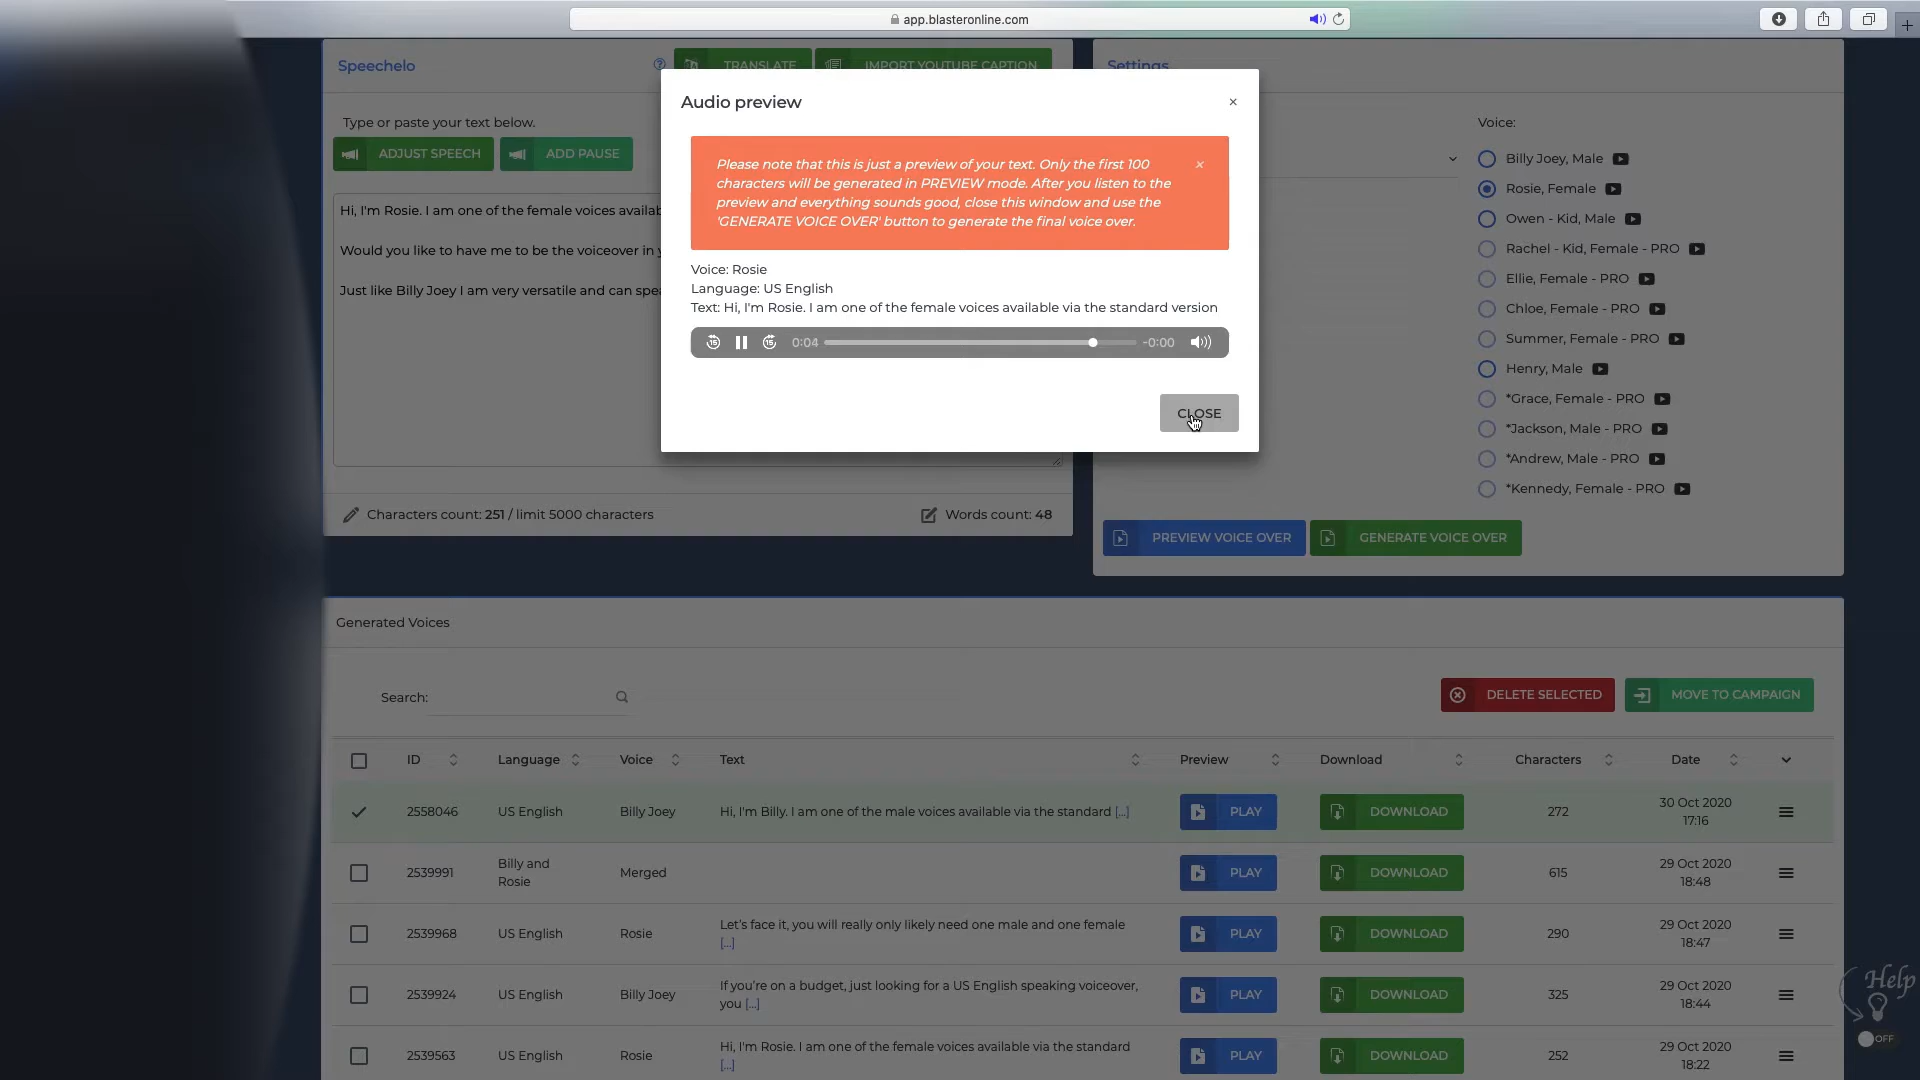 app.blasteronline.com
Speechelo
TRANSLATE
IMPORT YOUTUBE CAPTION
Settings
Audio preview
×
Type or paste your text below.
ADJUST SPEECH
ADD PAUSE
Please note that this is just a preview of your text. Only the first 100
characters will be generated in PREVIEW mode. After you listen to the
preview and everything sounds good, close this window and use the
'GENERATE VOICE OVER' button to generate the final voice over.
×
Hi, I'm Rosie. I am one of the female voices availab
Would you like to have me to be the voiceover in y
Just like Billy Joey I am very versatile and can spea
Voice: Rosie
Language: US English
Text: Hi, I'm Rosie. I am one of the female voices available via the standard version
15
15
0:04
-0:00
CLOSE
Characters count: 251 / limit 5000 characters
Words count: 48
Voice:
Billy Joey, Male
Rosie, Female
Owen - Kid, Male
Rachel - Kid, Female - PRO
Ellie, Female - PRO
Chloe, Female - PRO
Summer, Female - PRO
Henry, Male
*Grace, Female - PRO
*Jackson, Male - PRO
*Andrew, Male - PRO
*Kennedy, Female - PRO
PREVIEW VOICE OVER
GENERATE VOICE OVER
Generated Voices
Search:
DELETE SELECTED
MOVE TO CAMPAIGN
ID Language Voice Text Preview Download Characters Date
2558046 US English Billy Joey Hi, I'm Billy. I am one of the male voices available via the standard [...] PLAY DOWNLOAD 272 30 Oct 2020
17:16
2539991 Billy and Rosie Merged PLAY DOWNLOAD 615 29 Oct 2020
18:48
2539968 US English Rosie Let's face it, you will really only likely need one male and one female
[...] PLAY DOWNLOAD 290 29 Oct 2020
18:47
2539924 US English Billy Joey If you're on a budget, just looking for a US English speaking voiceover,
you [...] PLAY DOWNLOAD 325 29 Oct 2020
18:44
2539563 US English Rosie Hi, I'm Rosie. I am one of the female voices available via the standard
[...] PLAY DOWNLOAD 252 29 Oct 2020
18:22
Help
OFF